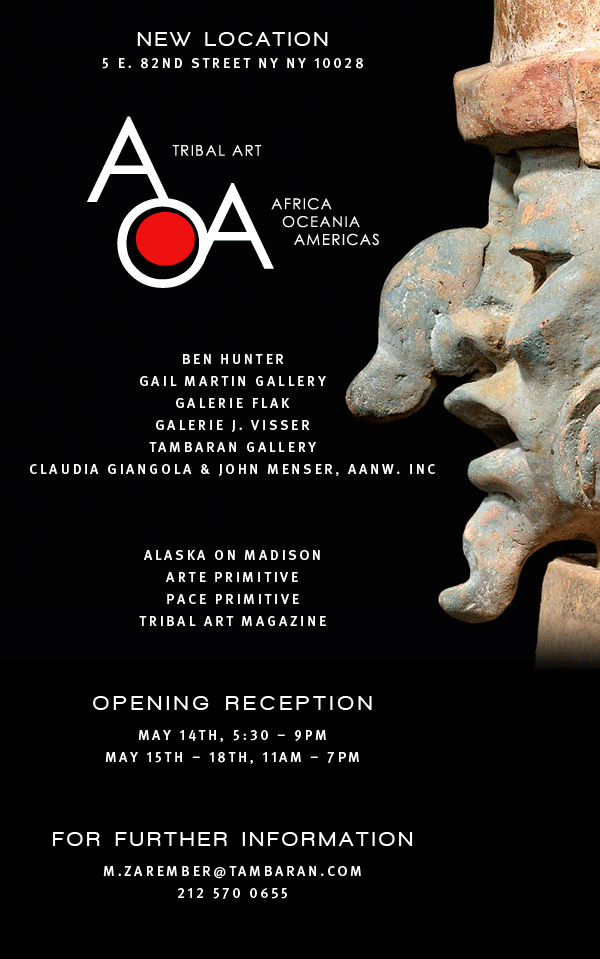 NEW LOCATION
5 E. 82ND STREET NY NY 10028
AOA
TRIBAL ART
AFRICA
OCEANIA
AMERICAS
BEN HUNTER
GAIL MARTIN GALLERY
GALERIE FLAK
GALERIE J. VISSER
TAMBARAN GALLERY
CLAUDIA GIANGOLA & JOHN MENSER, AANW. INC
ALASKA ON MADISON
ARTE PRIMITIVE
PACE PRIMITIVE
TRIBAL ART MAGAZINE
OPENING RECEPTION
MAY 14TH, 5:30 – 9PM
MAY 15TH – 18TH, 11AM – 7PM
FOR FURTHER INFORMATION
M.ZAREMBER@TAMBARAN.COM
212 570 0655